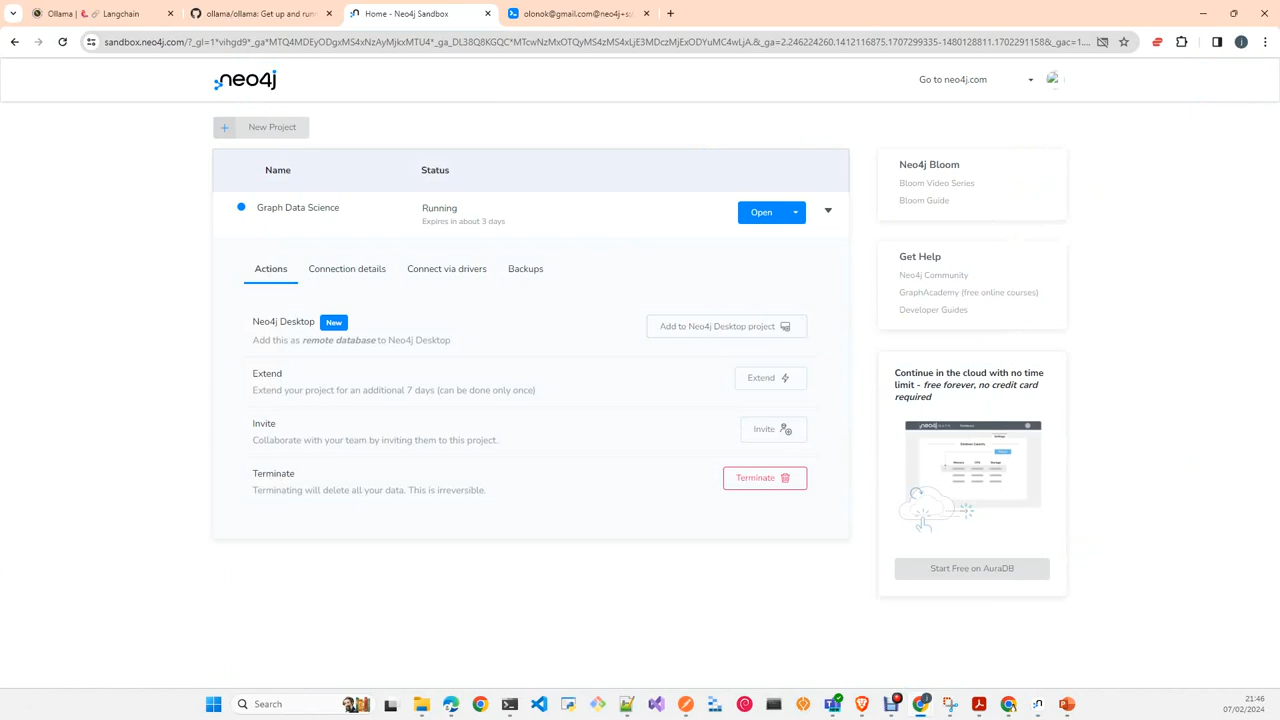 Ollama | 🦜️🔗 Langchain
ollama/ollama: Get up and runn
Home - Neo4j Sandbox
sandbox.neo4j.com/?_gl=1*vihgd9*_ga*MTQ4MDEyODgxMS4xNzAyMjkxMTU4*_ga_DL38Q8KGQC*MTcwNzMxOTQyMS4zMS4xLjE3MDczMjExODYuMC4wLjA.&_ga=2.246224260.1412116875.1707299335-1480128811.1702291158&_gac=1....
neo4j
Go to neo4j.com
New Project
Name Status
Graph Data Science
Running
Expires in about 3 days
Open
Actions Connection details Connect via drivers Backups
Neo4j Desktop New
Add this as remote database to Neo4j Desktop
Add to Neo4j Desktop project
Extend
Extend your project for an additional 7 days (can be done only once)
Extend
Invite
Collaborate with your team by inviting them to this project.
Invite
Terminate
Terminating will delete all your data. This is irreversible.
Terminate
Neo4j Bloom
Bloom Video Series
Bloom Guide
Get Help
Neo4j Community
GraphAcademy (free online courses)
Developer Guides
Continue in the cloud with no time
limit - free forever, no credit card
required
neo4j
Start Free on AuraDB
Search
21:46
07/02/2024